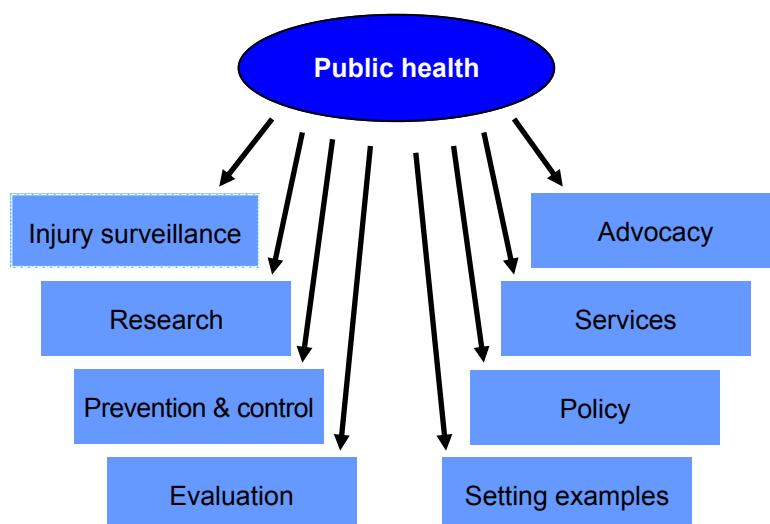 Public health
Injury surveillance
Research
Prevention & control
Evaluation
Advocacy
Services
Policy
Setting examples